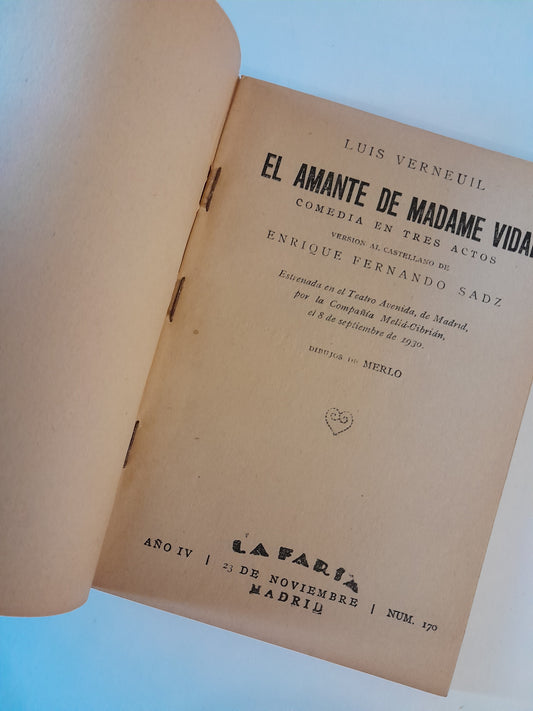 LUIS VERNEUIL
EL AMANTE DE MADAME VIDA
COMEDIA EN TRES ACTOS
VERSION AL CASTELLANO DE
ENRIQUE FERNANDO SADZ
Estrenada en el Teatro Avenida, de Madrid,
por la Compañía Meliá-Cibrián,
el 8 de septiembre de 1930.
DIBUJOS DE MERLO
LA FARSA
AÑO IV | 23 DE NOVIEMBRE | NUM. 170
MADRID